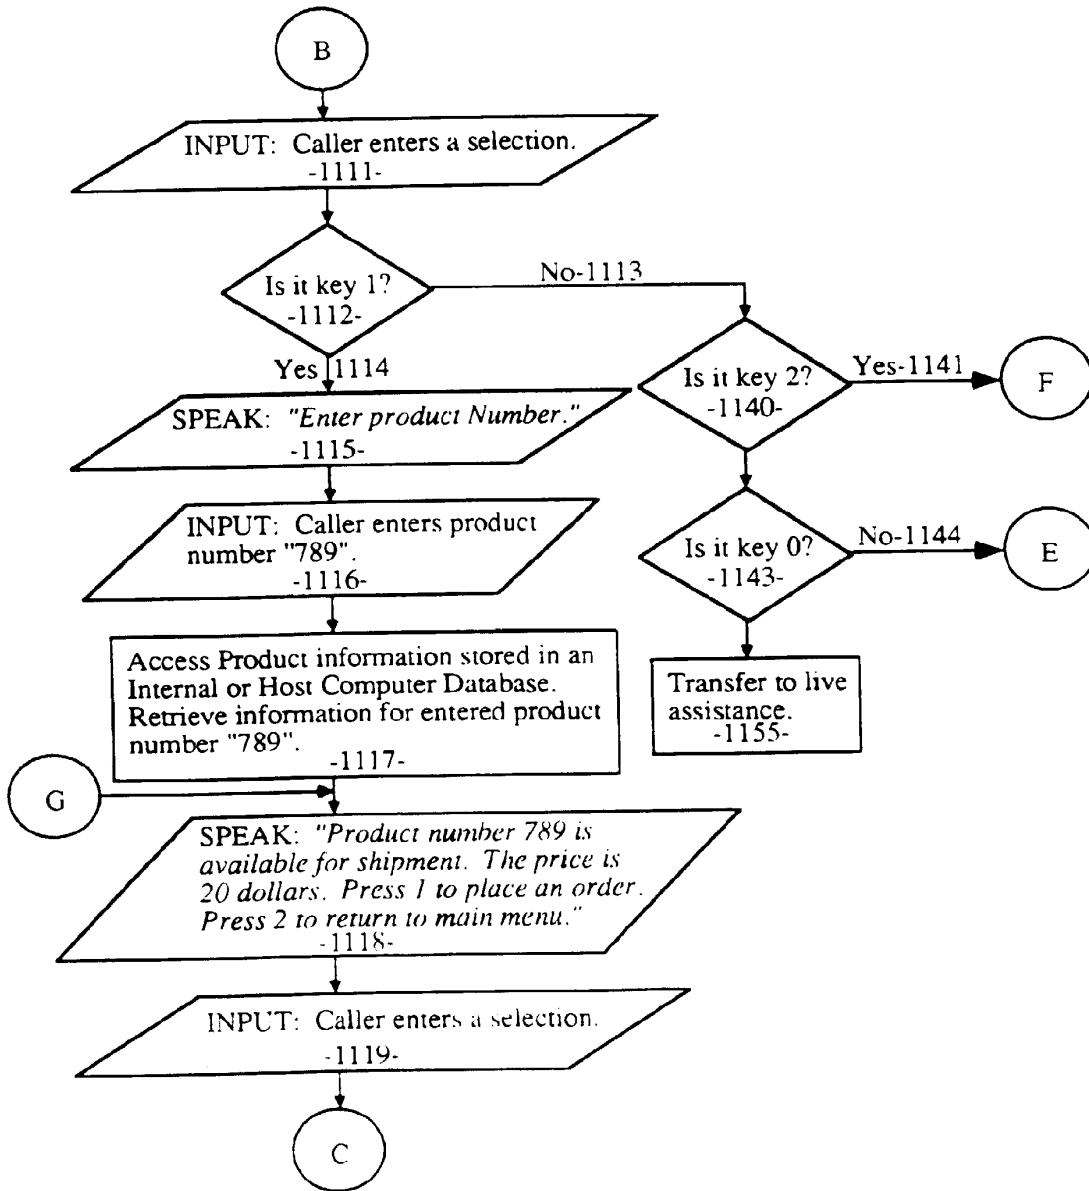 B
INPUT: Caller enters a selection.
-1111-
Is it key 1?
-1112-
No-1113
Yes 1114
Is it key 2?
-1140-
Yes-1141
F
SPEAK: "Enter product Number."
-1115-
INPUT: Caller enters product
number "789".
-1116-
Is it key 0?
-1143-
No-1144
E
Access Product information stored in an
Internal or Host Computer Database.
Retrieve information for entered product
number "789".
-1117-
Transfer to live
assistance.
-1155-
G
SPEAK: "Product number 789 is
available for shipment. The price is
20 dollars. Press 1 to place an order.
Press 2 to return to main menu."
-1118-
INPUT: Caller enters a selection.
-1119-
C